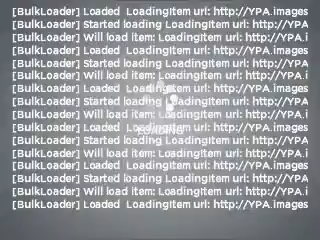 [BulkLoader] Loaded LoadingItem url: http://YPA.images
[BulkLoader] Started loading LoadingItem url: http://YPA
[BulkLoader] Will load item: LoadingItem url: http://YPA.i
[BulkLoader] Loaded LoadingItem url: http://YPA.images
[BulkLoader] Started loading LoadingItem url: http://YPA
[BulkLoader] Will load item: LoadingItem url: http://YPA.i
[BulkLoader] Loaded LoadingItem url: http://YPA.images
[BulkLoader] Started loading LoadingItem url: http://YPA
[BulkLoader] Will load item: LoadingItem url: http://YPA.i
[BulkLoader] Loaded LoadingItem url: http://YPA.images
LOADING
[BulkLoader] Started loading LoadingItem url: http://YPA
[BulkLoader] Will load item: LoadingItem url: http://YPA.i
[BulkLoader] Loaded LoadingItem url: http://YPA.images
[BulkLoader] Started loading LoadingItem url: http://YPA
[BulkLoader] Will load item: LoadingItem url: http://YPA.i
[BulkLoader] Loaded LoadingItem url: http://YPA.images